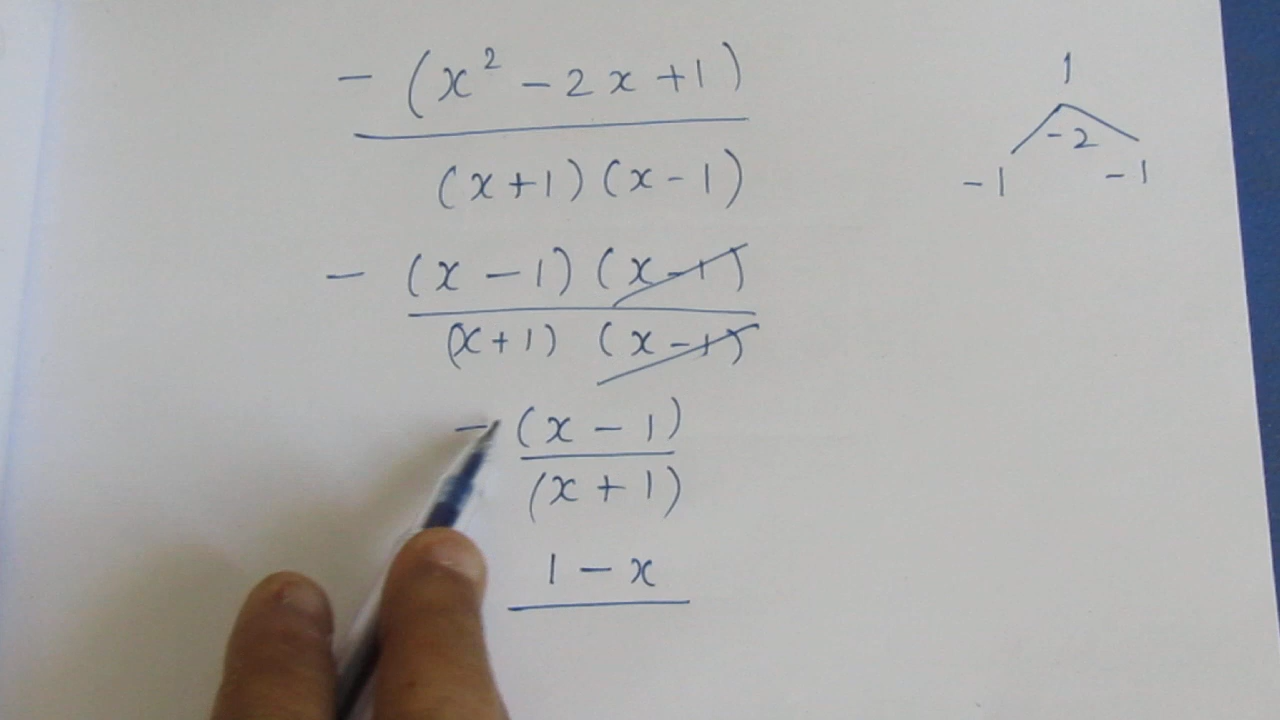 - (x² - 2x + 1)
(x + 1) (x - 1)
- (x - 1) (x - 1)
(x + 1) (x - 1)
- (x - 1)
(x + 1)
1 - x
1
-2
-1 -1